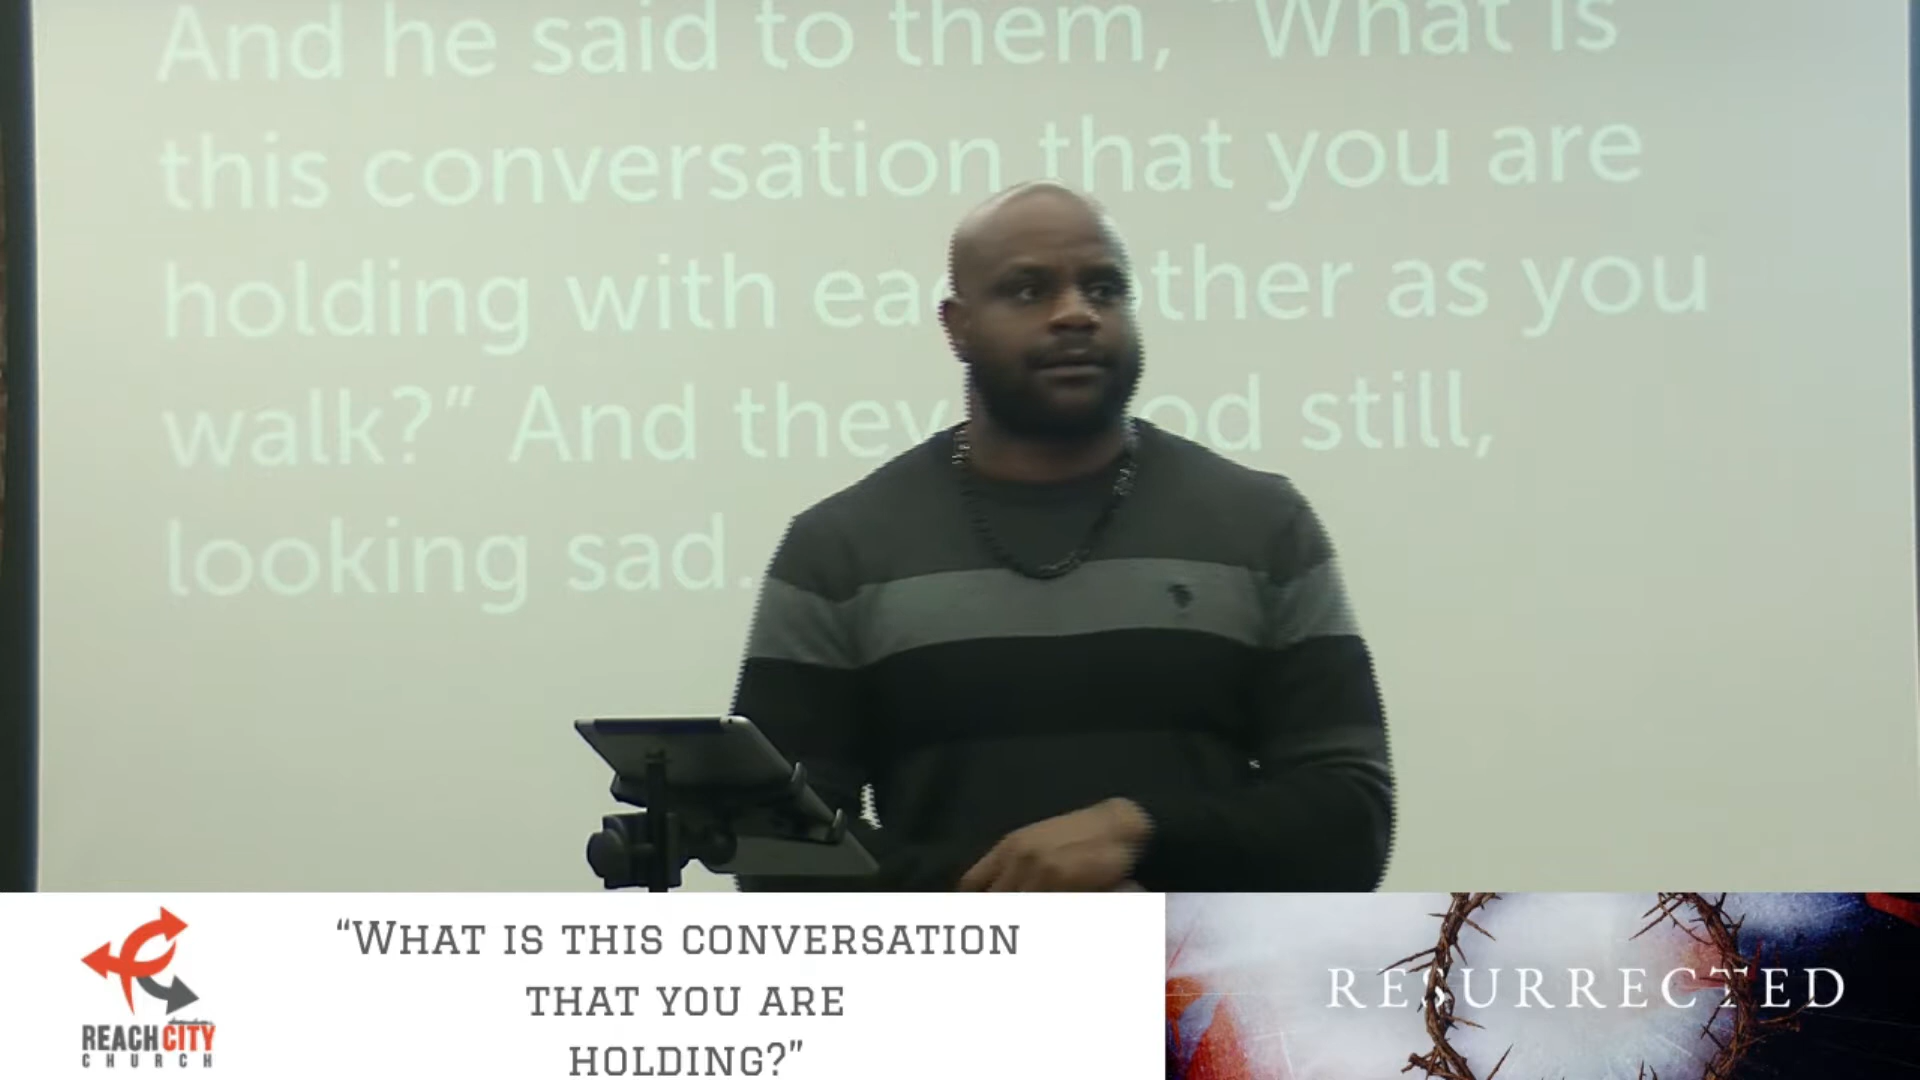 And he said to them, "What is
this conversation that you are
holding with ea ther as you
walk?" And they od still,
looking sad.
REACH CITY
CHURCH
“WHAT IS THIS CONVERSATION
THAT YOU ARE
HOLDING?”
RESURRECTED